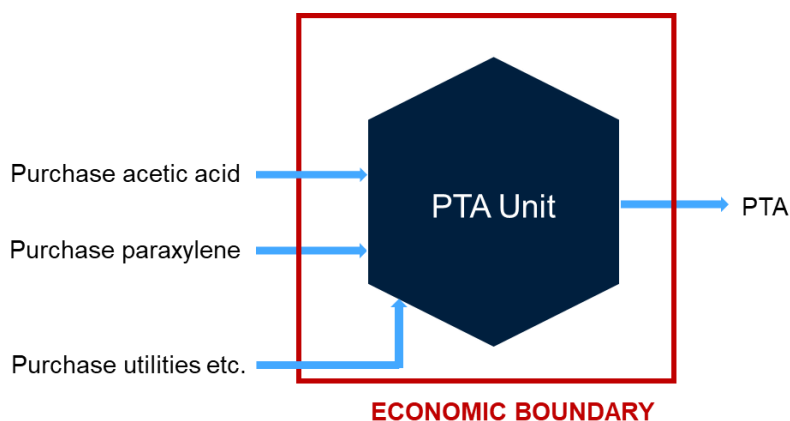 Purchase acetic acid
Purchase paraxylene
Purchase utilities etc.
PTA Unit
PTA
ECONOMIC BOUNDARY